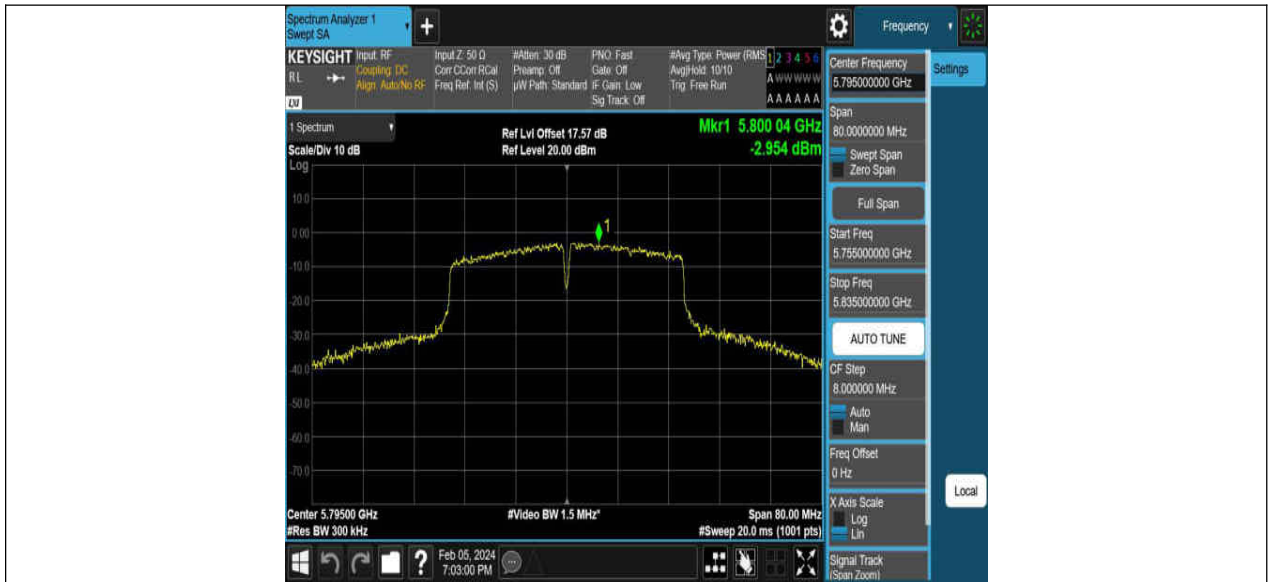 Spectrum Analyzer 1
Swept SA
+
Frequency
KEYSIGHT
RL
LXI
Input: RF
Coupling: DC
Align: Auto/No RF
Input Z: 50 Ω
Corr CCorr RCal
Freq Ref: Int (S)
#Atten: 30 dB
Preamp: Off
µW Path: Standard
PNO: Fast
Gate: Off
IF Gain: Low
Sig Track: Off
#Avg Type: Power (RMS
Avg|Hold: 10/10
Trig: Free Run
1 2 3 4 5 6
A W W W W W
A A A A A A
1 Spectrum
Scale/Div 10 dB
Ref Lvl Offset 17.57 dB
Ref Level 20.00 dBm
Mkr1 5.800 04 GHz
-2.954 dBm
Log
10.0
0.00
-10.0
-20.0
-30.0
-40.0
-50.0
-60.0
-70.0
1
Center 5.79500 GHz
#Res BW 300 kHz
#Video BW 1.5 MHz*
Span 80.00 MHz
#Sweep 20.0 ms (1001 pts)
Center Frequency
5.795000000 GHz
Settings
Span
80.0000000 MHz
Swept Span
Zero Span
Full Span
Start Freq
5.755000000 GHz
Stop Freq
5.835000000 GHz
AUTO TUNE
CF Step
8.000000 MHz
Auto
Man
Freq Offset
0 Hz
X Axis Scale
Log
Lin
Local
Signal Track
(Span Zoom)
?
Feb 05, 2024
7:03:00 PM